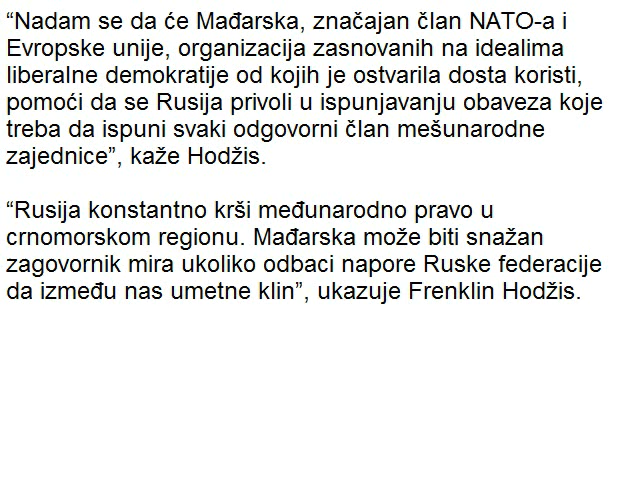 “Nadam se da će Mađarska, značajan član NATO-a i
Evropske unije, organizacija zasnovanih na idealima
liberalne demokratije od kojih je ostvarila dosta koristi,
pomoći da se Rusija privoli u ispunjavanju obaveza koje
treba da ispuni svaki odgovorni član mešunarodne
zajednice”, kaže Hodžis.

“Rusija konstantno krši međunarodno pravo u
crnomorskom regionu. Mađarska može biti snažan
zagovornik mira ukoliko odbaci napore Ruske federacije
da između nas umetne klin”, ukazuje Frenklin Hodžis.